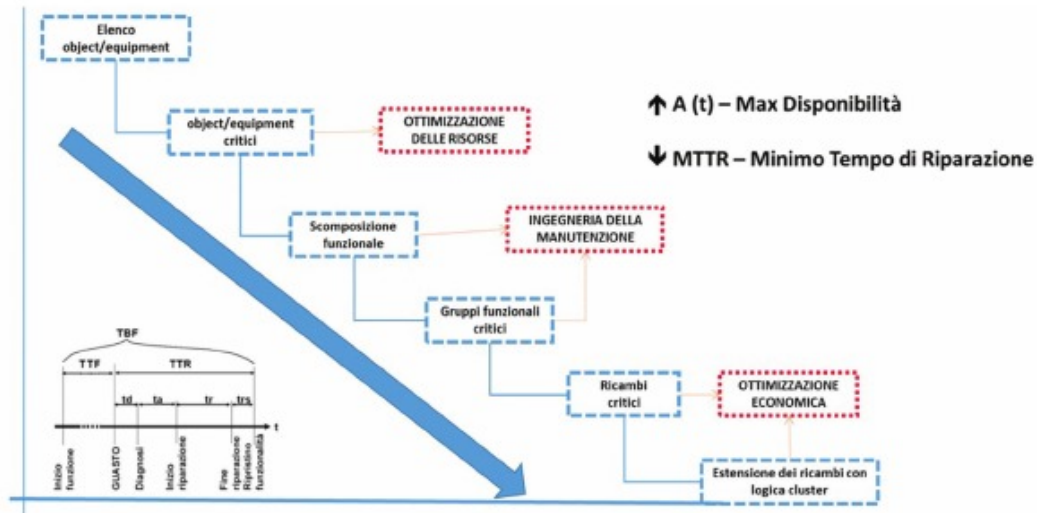 Elenco
object/equipment
object/equipment
critici
OTTIMIZZAZIONE
DELLE RISORSE
↑ A (t) – Max Disponibilità
↓ MTTR – Minimo Tempo di Riparazione
Scomposizione
funzionale
INGEGNERIA DELLA
MANUTENZIONE
Gruppi funzionali
critici
Ricambi
critici
OTTIMIZZAZIONE
ECONOMICA
Estensione dei ricambi con
logica cluster
TBF
TTF
TTR
td
ta
tr
trs
t
Inizio
funzione
GUASTO
Diagnosi
Inizio
riparazione
Fine
riparazione
Ripristino
funzionalità